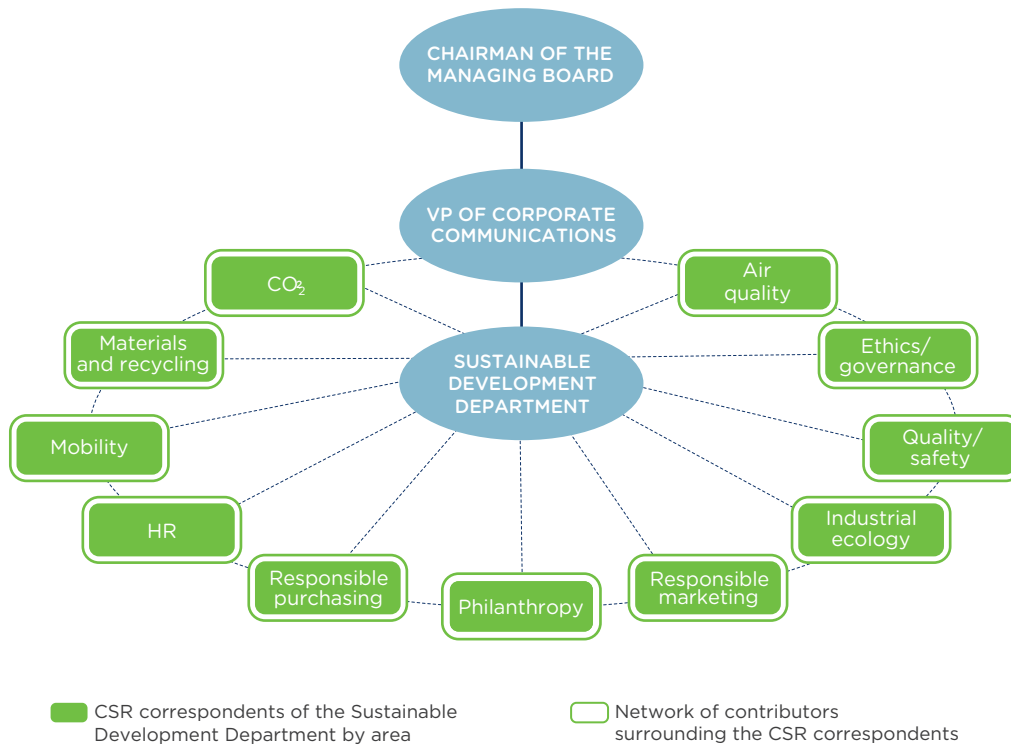 CHAIRMAN OF THE
MANAGING BOARD
VP OF CORPORATE
COMMUNICATIONS
CO₂
Air
quality
Materials
and recycling
SUSTAINABLE
DEVELOPMENT
DEPARTMENT
Ethics/
governance
Mobility
Quality/
safety
HR
Industrial
ecology
Responsible
purchasing
Philanthropy
Responsible
marketing
CSR correspondents of the Sustainable
Development Department by area
Network of contributors
surrounding the CSR correspondents